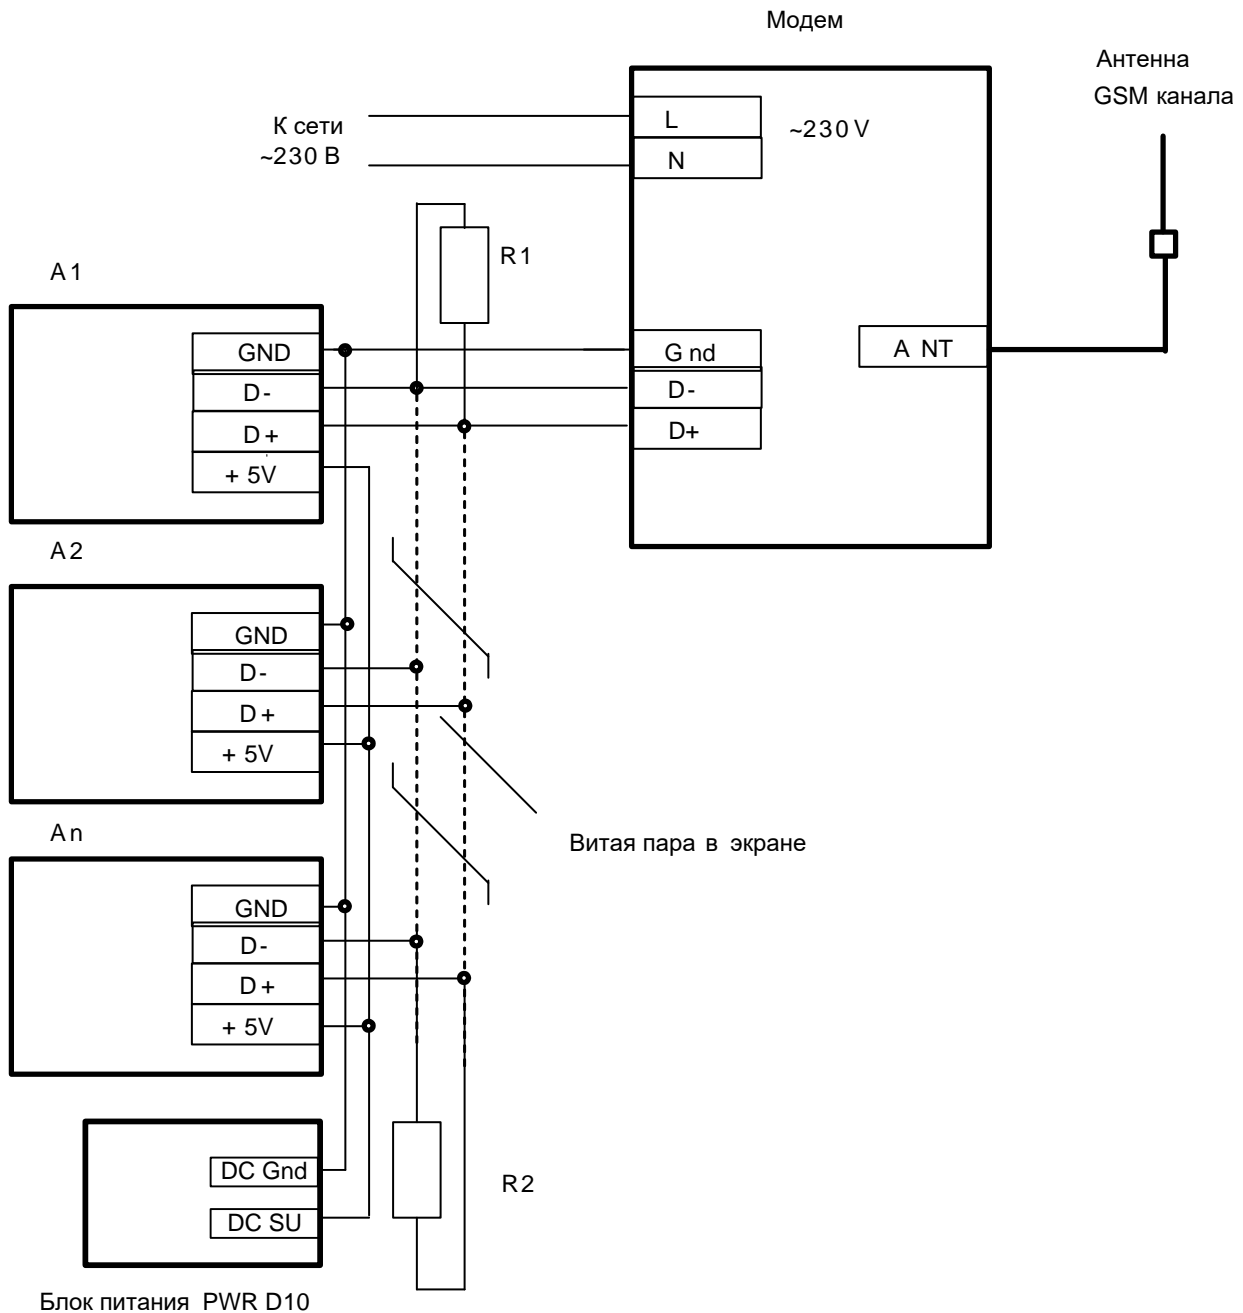 Модем
Антенна
GSM канала
К сети
~230 В
L
~230 V
N
R1
A1
GND
D-
D+
+ 5V
Gnd
D-
D+
A NT
A2
GND
D-
D+
+ 5V
Витая пара в экране
An
GND
D-
D+
+ 5V
DC Gnd
DC SU
R2
Блок питания PWR D10